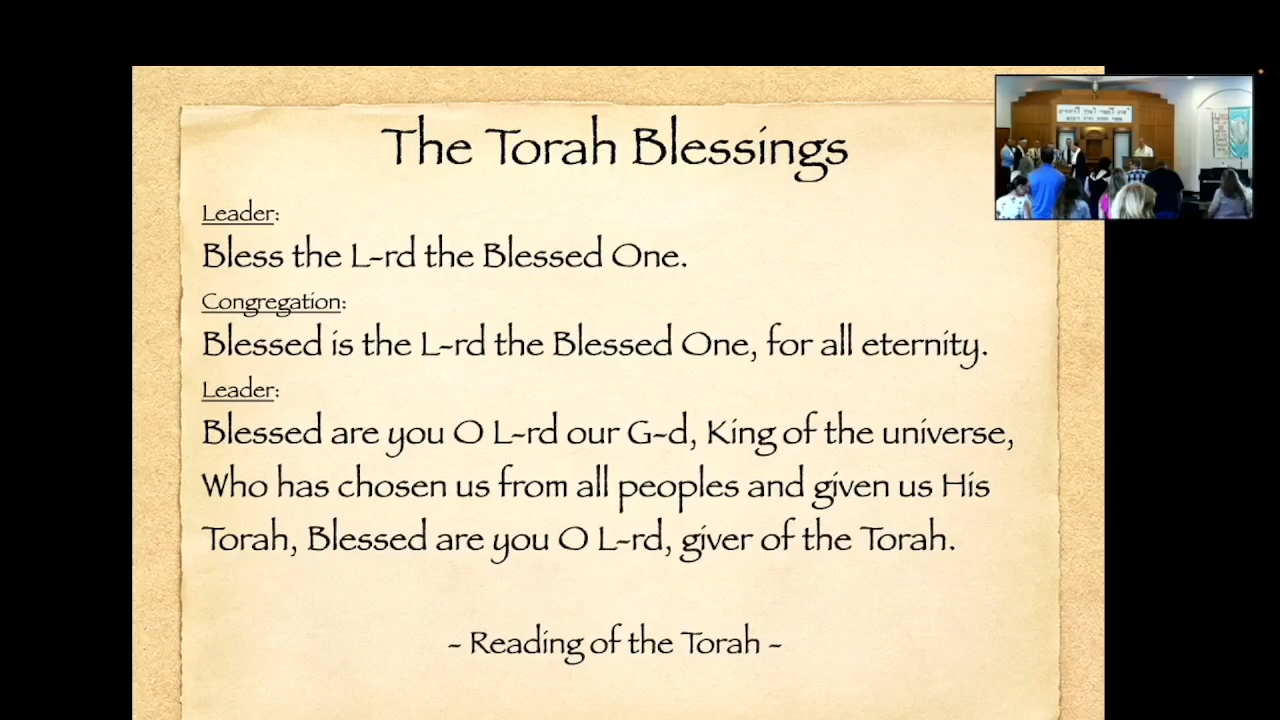 The Torah Blessings
Leader:
Bless the L-rd the Blessed One.
Congregation:
Blessed is the L-rd the Blessed One, for all eternity.
Leader:
Blessed are you O L-rd our G-d, King of the universe,
Who has chosen us from all peoples and given us His
Torah, Blessed are you O L-rd, giver of the Torah.
- Reading of the Torah -